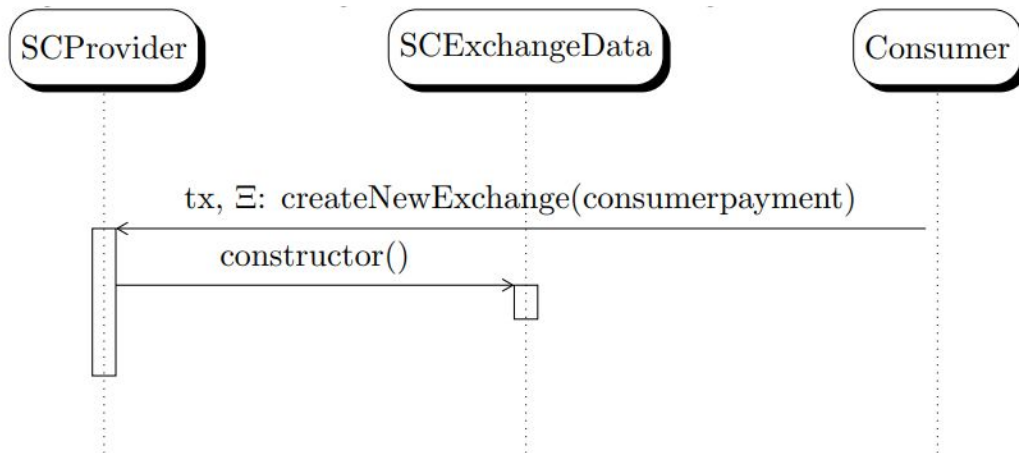 SCProvider
SCExchangeData
Consumer
tx, Ξ: createNewExchange(consumerpayment)
constructor()